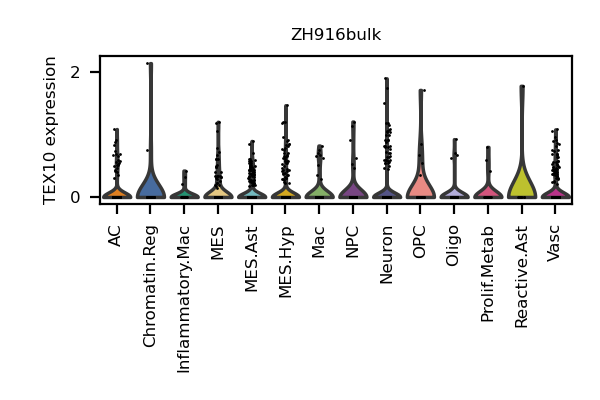 ZH916bulk
TEX10 expression
2
0
AC
Chromatin.Reg
Inflammatory.Mac
MES
MES.Ast
MES.Hyp
Mac
NPC
Neuron
OPC
Oligo
Prolif.Metab
Reactive.Ast
Vasc